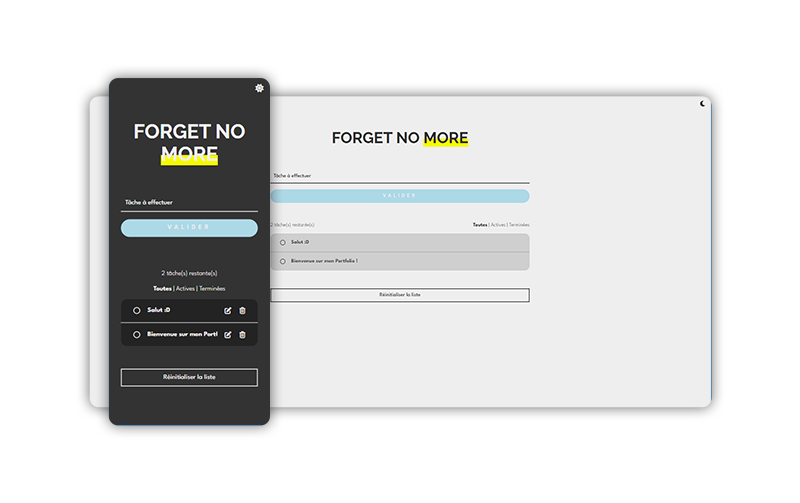 FORGET NO
MORE
Tâche à effectuer
VALIDER
2 tâche(s) restante(s)
Toutes | Actives | Terminées
Salut :D
Bienvenue sur mon Portf
Réinitialiser la liste
FORGET NO MORE
Tâche à effectuer
VALIDER
2 tâche(s) restante(s)
Toutes | Actives | Terminées
Salut :D
Bienvenue sur mon Portfolio !
Réinitialiser la liste